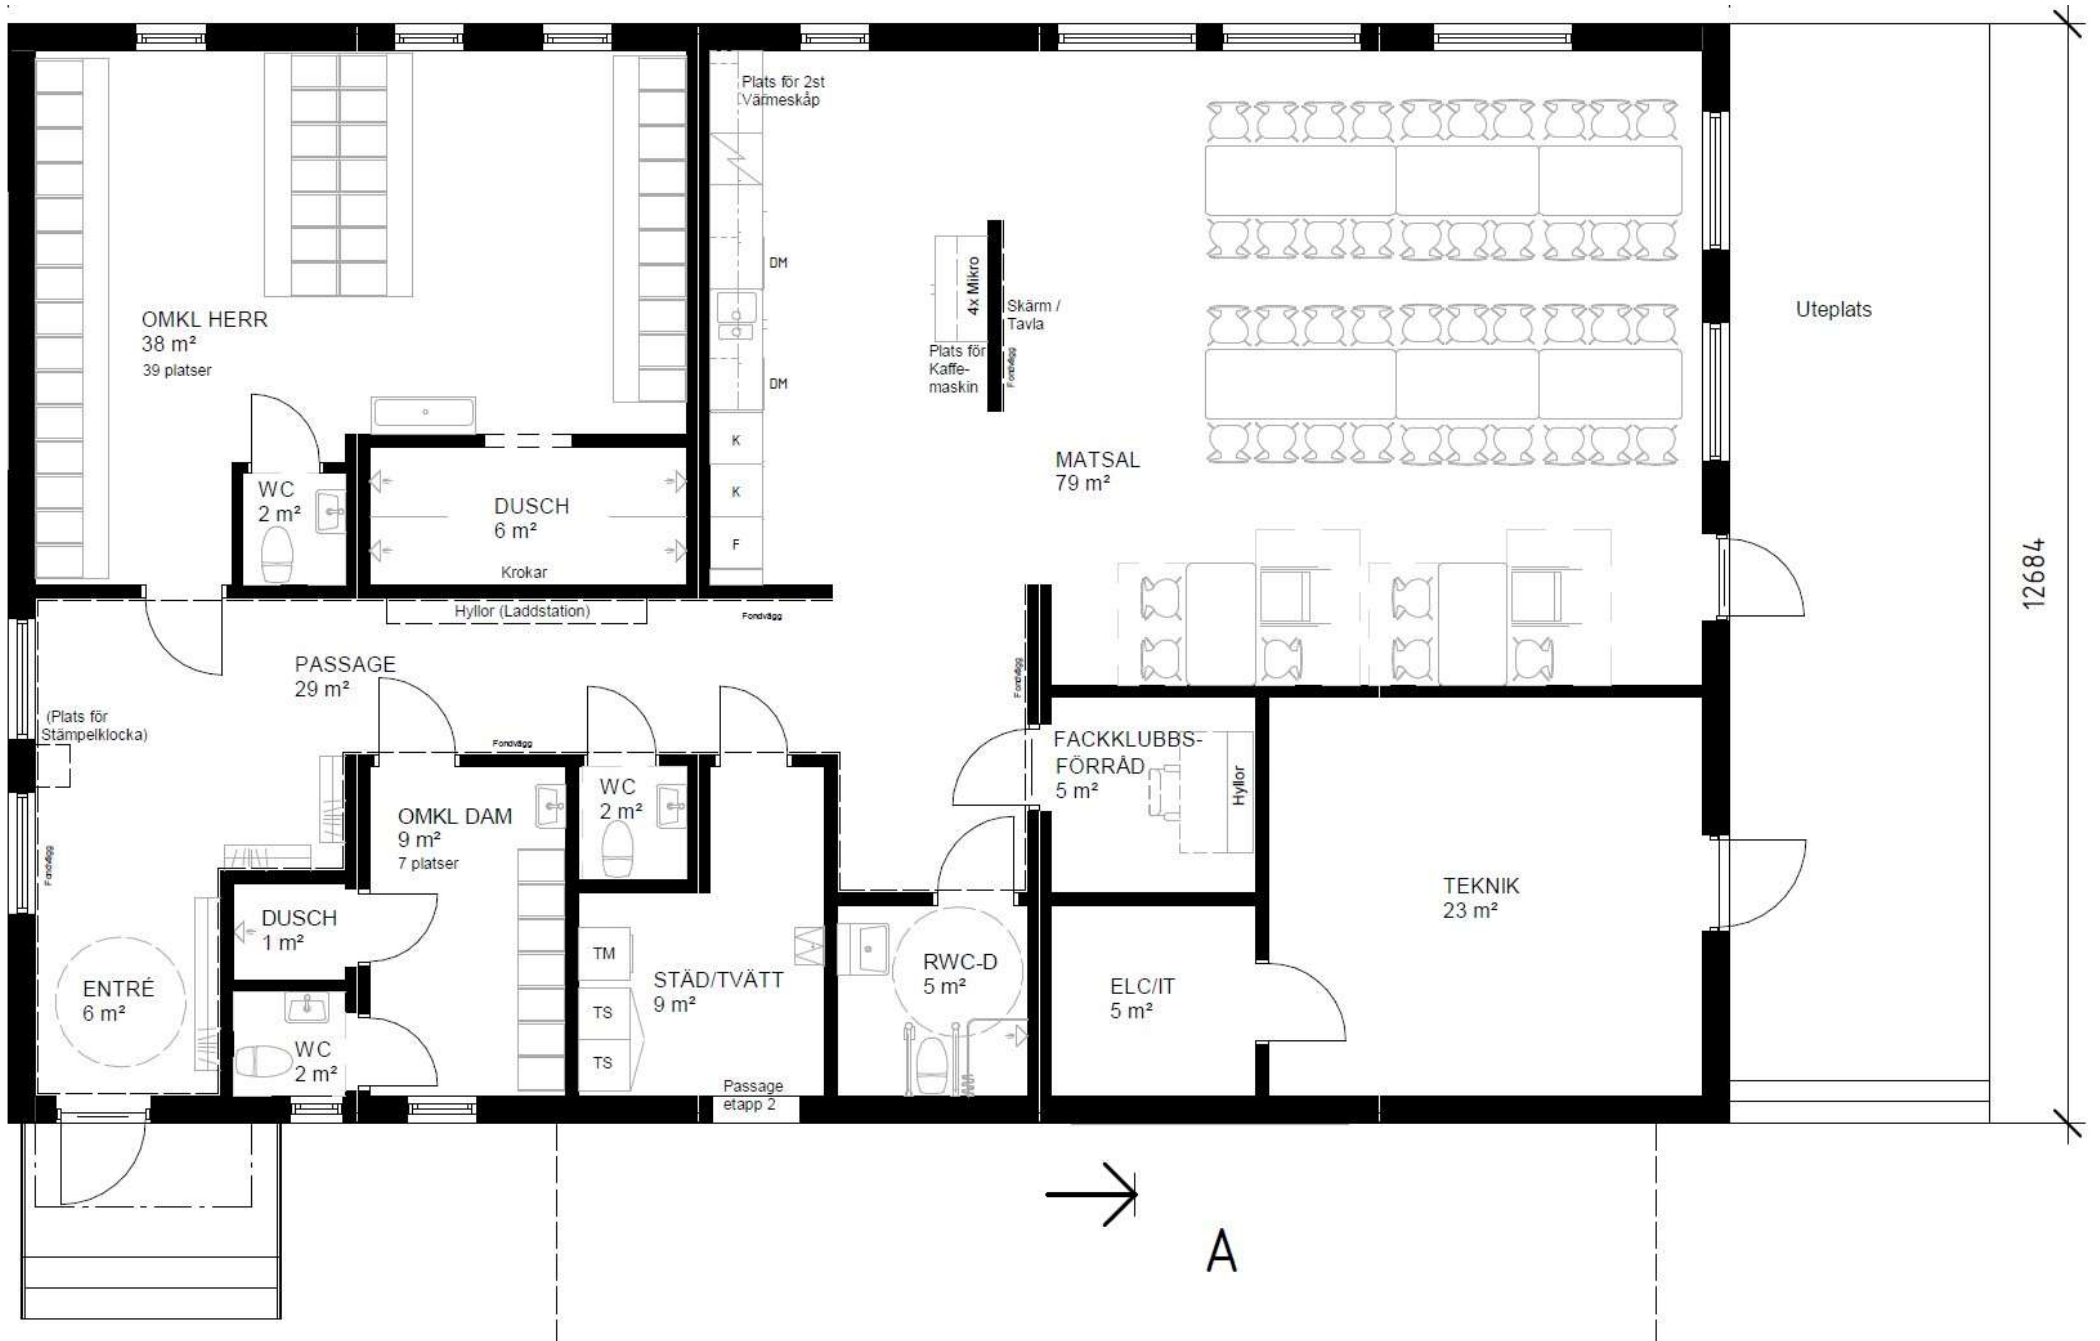 Plats för 2st
Värmeskåp
DM
4x Mikro
Skärm /
Tavla
Plats för
Kaffe-
maskin
Fondvägg
DM
K
K
F
OMKL HERR
38 m²
39 platser
WC
2 m²
DUSCH
6 m²
Krokar
MATSAL
79 m²
Uteplats
12684
Hyllor (Laddstation)
Fondvägg
PASSAGE
29 m²
Fondvägg
(Plats för
Stämpelklocka)
Fondvägg
Fondvägg
OMKL DAM
9 m²
7 platser
WC
2 m²
FACKKLUBBS-
FÖRRÅD
5 m²
Hyllor
TEKNIK
23 m²
DUSCH
1 m²
ENTRÉ
6 m²
WC
2 m²
TM
TS
TS
STÄD/TVÄTT
9 m²
Passage
etapp 2
RWC-D
5 m²
ELC/IT
5 m²
A